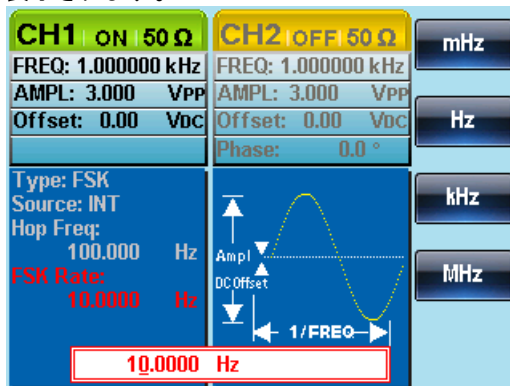 CH1 ON 50 Ω
FREQ: 1.000000 kHz
AMPL: 3.000 VPP
Offset: 0.00 VDC
CH2 OFF 50 Ω
FREQ: 1.000000 kHz
AMPL: 3.000 VPP
Offset: 0.00 VDC
Phase: 0.0 °
mHz
Hz
kHz
MHz
Type: FSK
Source: INT
Hop Freq:
100.000 Hz
FSK Rate:
10.0000 Hz
Ampl
DC Offset
1/FREQ
10.0000 Hz